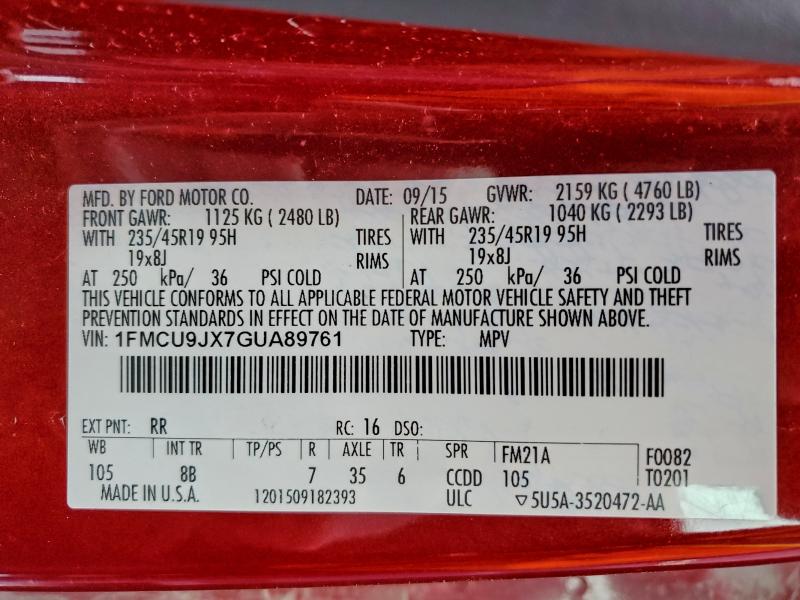 MFD. BY FORD MOTOR CO. DATE: 09/15 GVWR: 2159 KG ( 4760 LB)
FRONT GAWR: 1125 KG ( 2480 LB) REAR GAWR: 1040 KG ( 2293 LB)
WITH 235/45R19 95H TIRES WITH 235/45R19 95H TIRES
19x8J RIMS 19x8J RIMS
AT 250 kPa/ 36 PSI COLD AT 250 kPa/ 36 PSI COLD
THIS VEHICLE CONFORMS TO ALL APPLICABLE FEDERAL MOTOR VEHICLE SAFETY AND THEFT
PREVENTION STANDARDS IN EFFECT ON THE DATE OF MANUFACTURE SHOWN ABOVE.
VIN: 1FMCU9JX7GUA89761 TYPE: MPV
EXT PNT: RR RC: 16 DSO:
WB INT TR TP/PS R AXLE TR SPR FM21A F0082
105 8B 7 35 6 CCDD 105 T0201
MADE IN U.S.A. 1201509182393 ULC ▽5U5A-3520472-AA